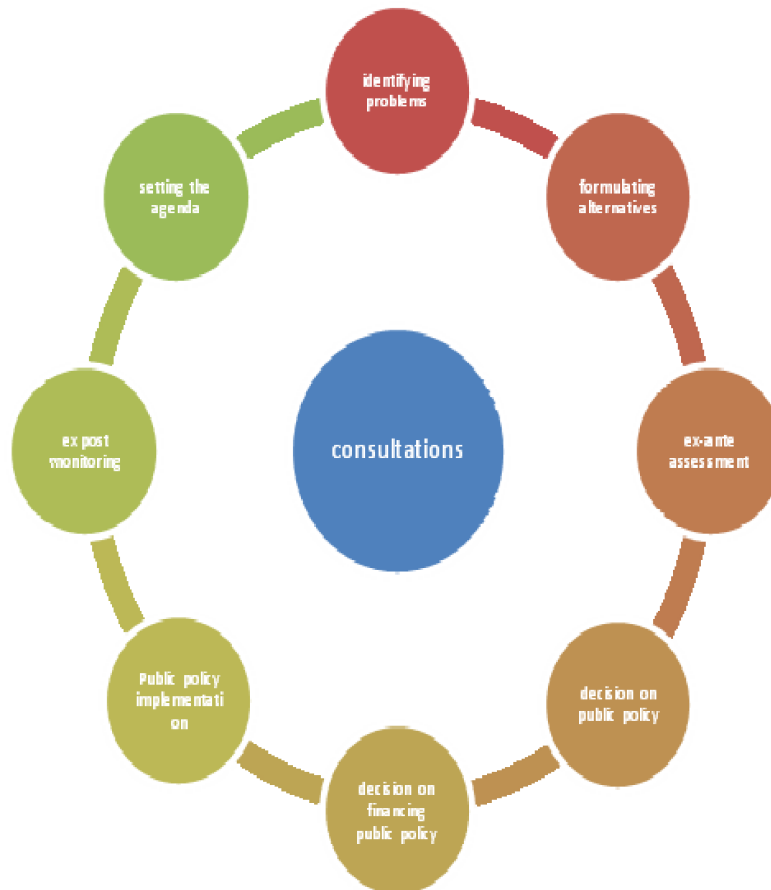 identifying
problems
formulating
alternatives
ex-ante
assessment
decision on
public policy
decision on
financing
public policy
Public policy
implementati
on
ex post
monitoring
setting the
agenda
consultations